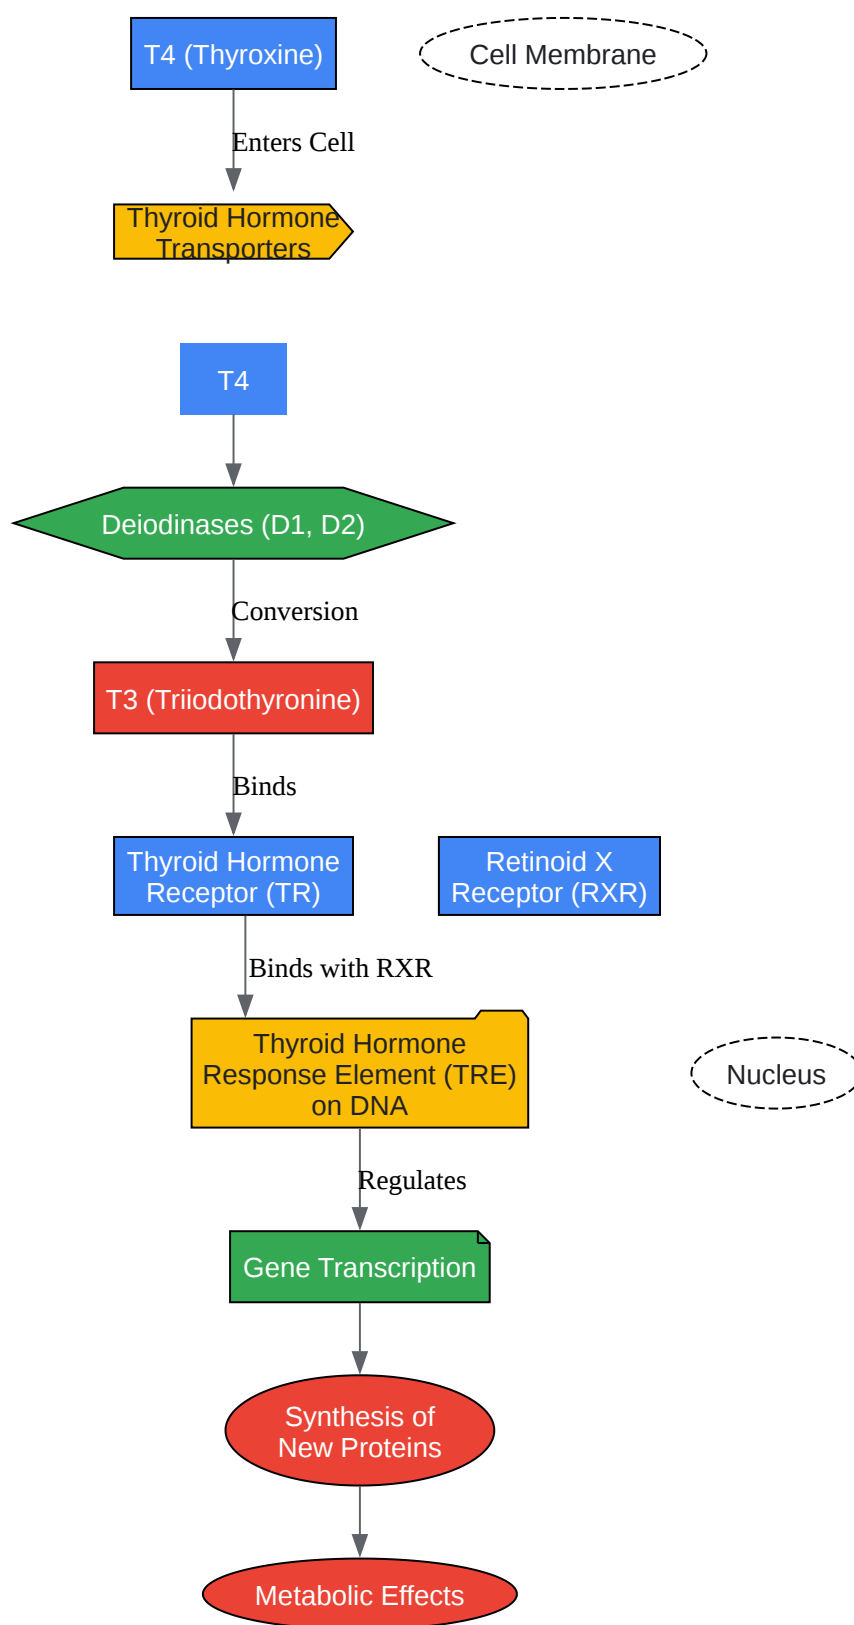 T4 (Thyroxine)
Cell Membrane
Enters Cell
Thyroid Hormone
Transporters
T4
Deiodinases (D1, D2)
Conversion
T3 (Triiodothyronine)
Binds
Thyroid Hormone
Receptor (TR)
Retinoid X
Receptor (RXR)
Binds with RXR
Thyroid Hormone
Response Element (TRE)
on DNA
Nucleus
Regulates
Gene Transcription
Synthesis of
New Proteins
Metabolic Effects